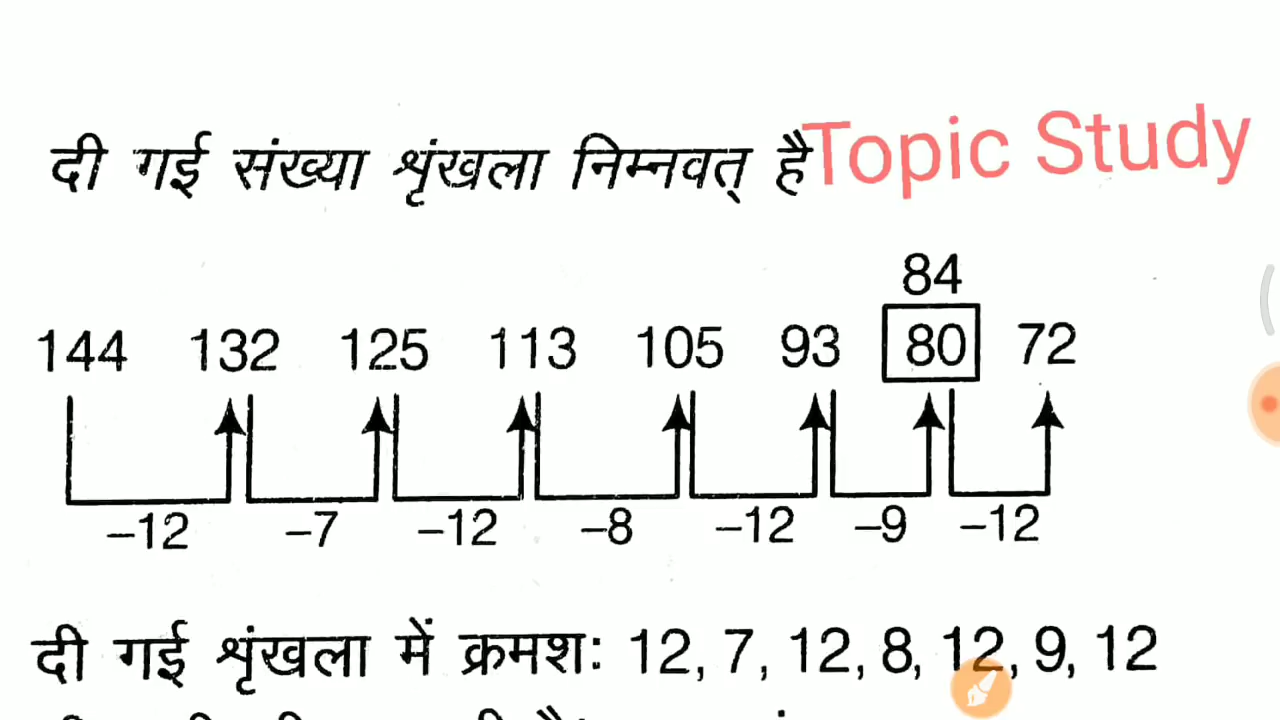 दी गई संख्या शृंखला निम्नवत् है Topic Study
84
144 132 125 113 105 93 80 72
–12 –7 –12 –8 –12 –9 –12
दी गई शृंखला में क्रमशः 12, 7, 12, 8, 12, 9, 12